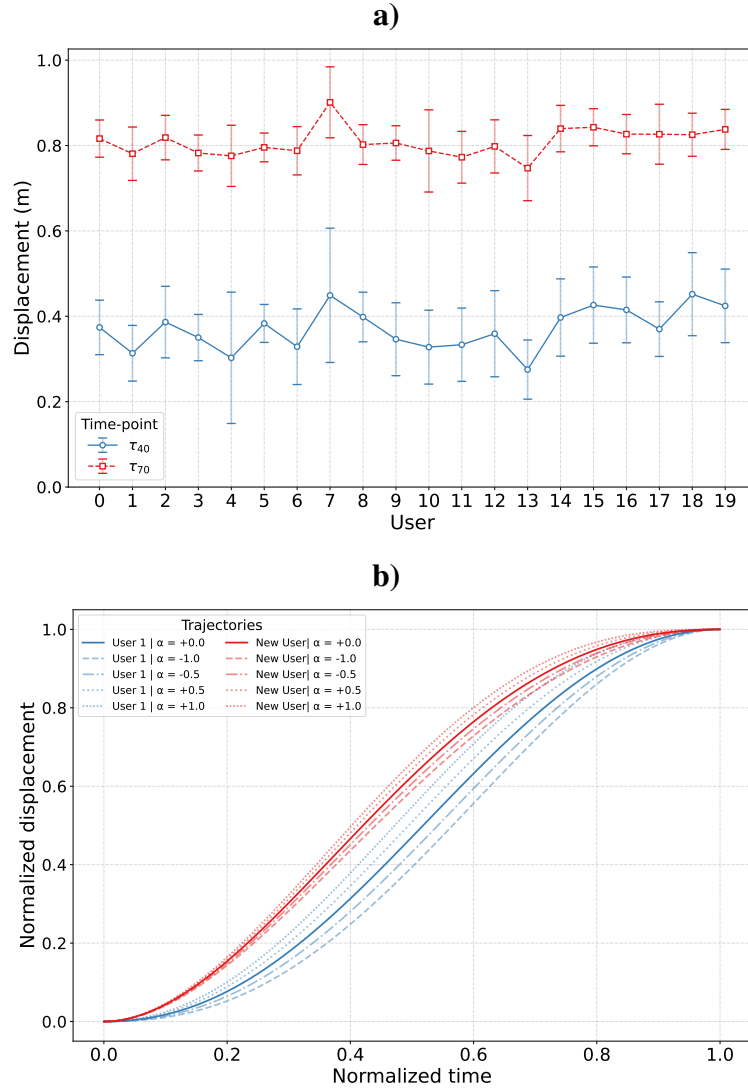 a)
1.0
0.8
0.6
0.4
0.2
0.0
Displacement (m)
Time-point
τ40
τ70
0 1 2 3 4 5 6 7 8 9 10 11 12 13 14 15 16 17 18 19
User
b)
1.0
0.8
0.6
0.4
0.2
0.0
Normalized displacement
Trajectories
User 1 | α = +0.0 New User| α = +0.0
User 1 | α = -1.0 New User| α = -1.0
User 1 | α = -0.5 New User| α = -0.5
User 1 | α = +0.5 New User| α = +0.5
User 1 | α = +1.0 New User| α = +1.0
0.0 0.2 0.4 0.6 0.8 1.0
Normalized time